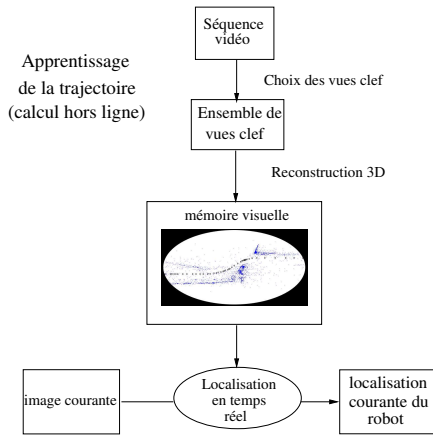 Séquence
vidéo
Apprentissage
de la trajectoire
(calcul hors ligne)
Choix des vues clef
Ensemble de
vues clef
Reconstruction 3D
mémoire visuelle
image courante
Localisation
en temps
réel
localisation
courante du
robot